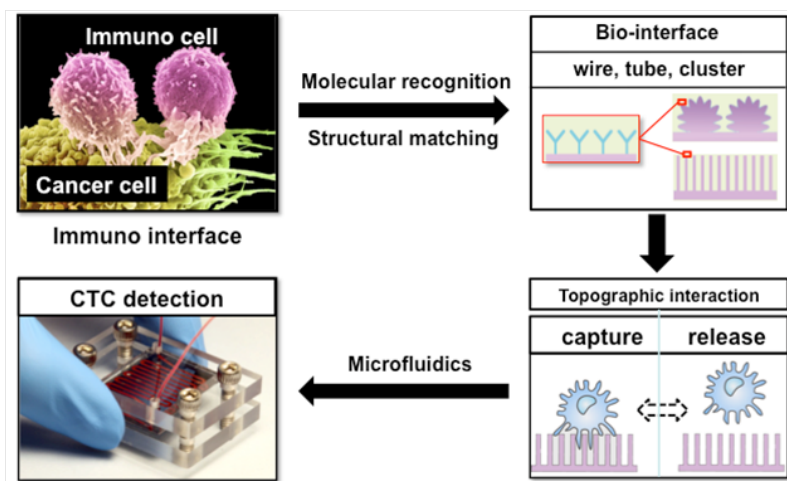 Immuno cell
Cancer cell
Immuno interface
Molecular recognition
Structural matching
Bio-interface
wire, tube, cluster
Topographic interaction
capture
release
Microfluidics
CTC detection